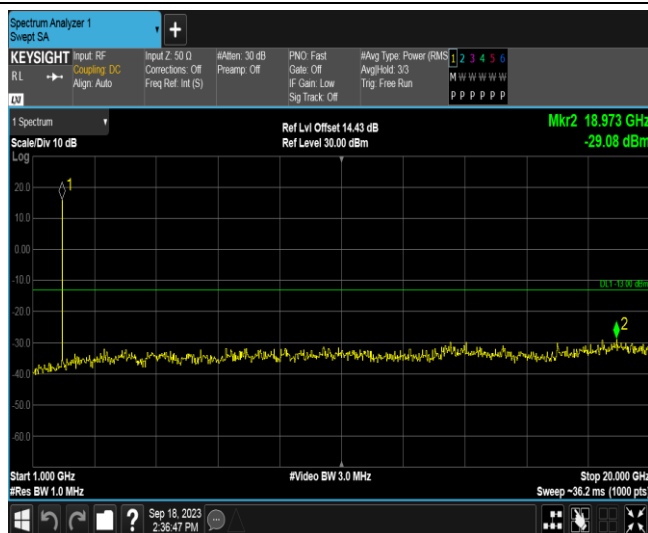 Spectrum Analyzer 1
Swept SA
+
KEYSIGHT
RL
LXI
Input: RF
Coupling: DC
Align: Auto
Input Z: 50 Ω
Corrections: Off
Freq Ref: Int (S)
#Atten: 30 dB
Preamp: Off
PNO: Fast
Gate: Off
IF Gain: Low
Sig Track: Off
#Avg Type: Power (RMS
Avg|Hold: 3/3
Trig: Free Run
1 2 3 4 5 6
M W W W W W
P P P P P P
1 Spectrum
Scale/Div 10 dB
Ref Lvl Offset 14.43 dB
Ref Level 30.00 dBm
Mkr2 18.973 GHz
-29.08 dBm
Log
20.0
10.0
0.00
-10.0
-20.0
-30.0
-40.0
-50.0
-60.0
1
DL1 -13.00 dBm
2
Start 1.000 GHz
#Res BW 1.0 MHz
#Video BW 3.0 MHz
Stop 20.000 GHz
Sweep ~36.2 ms (1000 pts)
?
Sep 18, 2023
2:36:47 PM